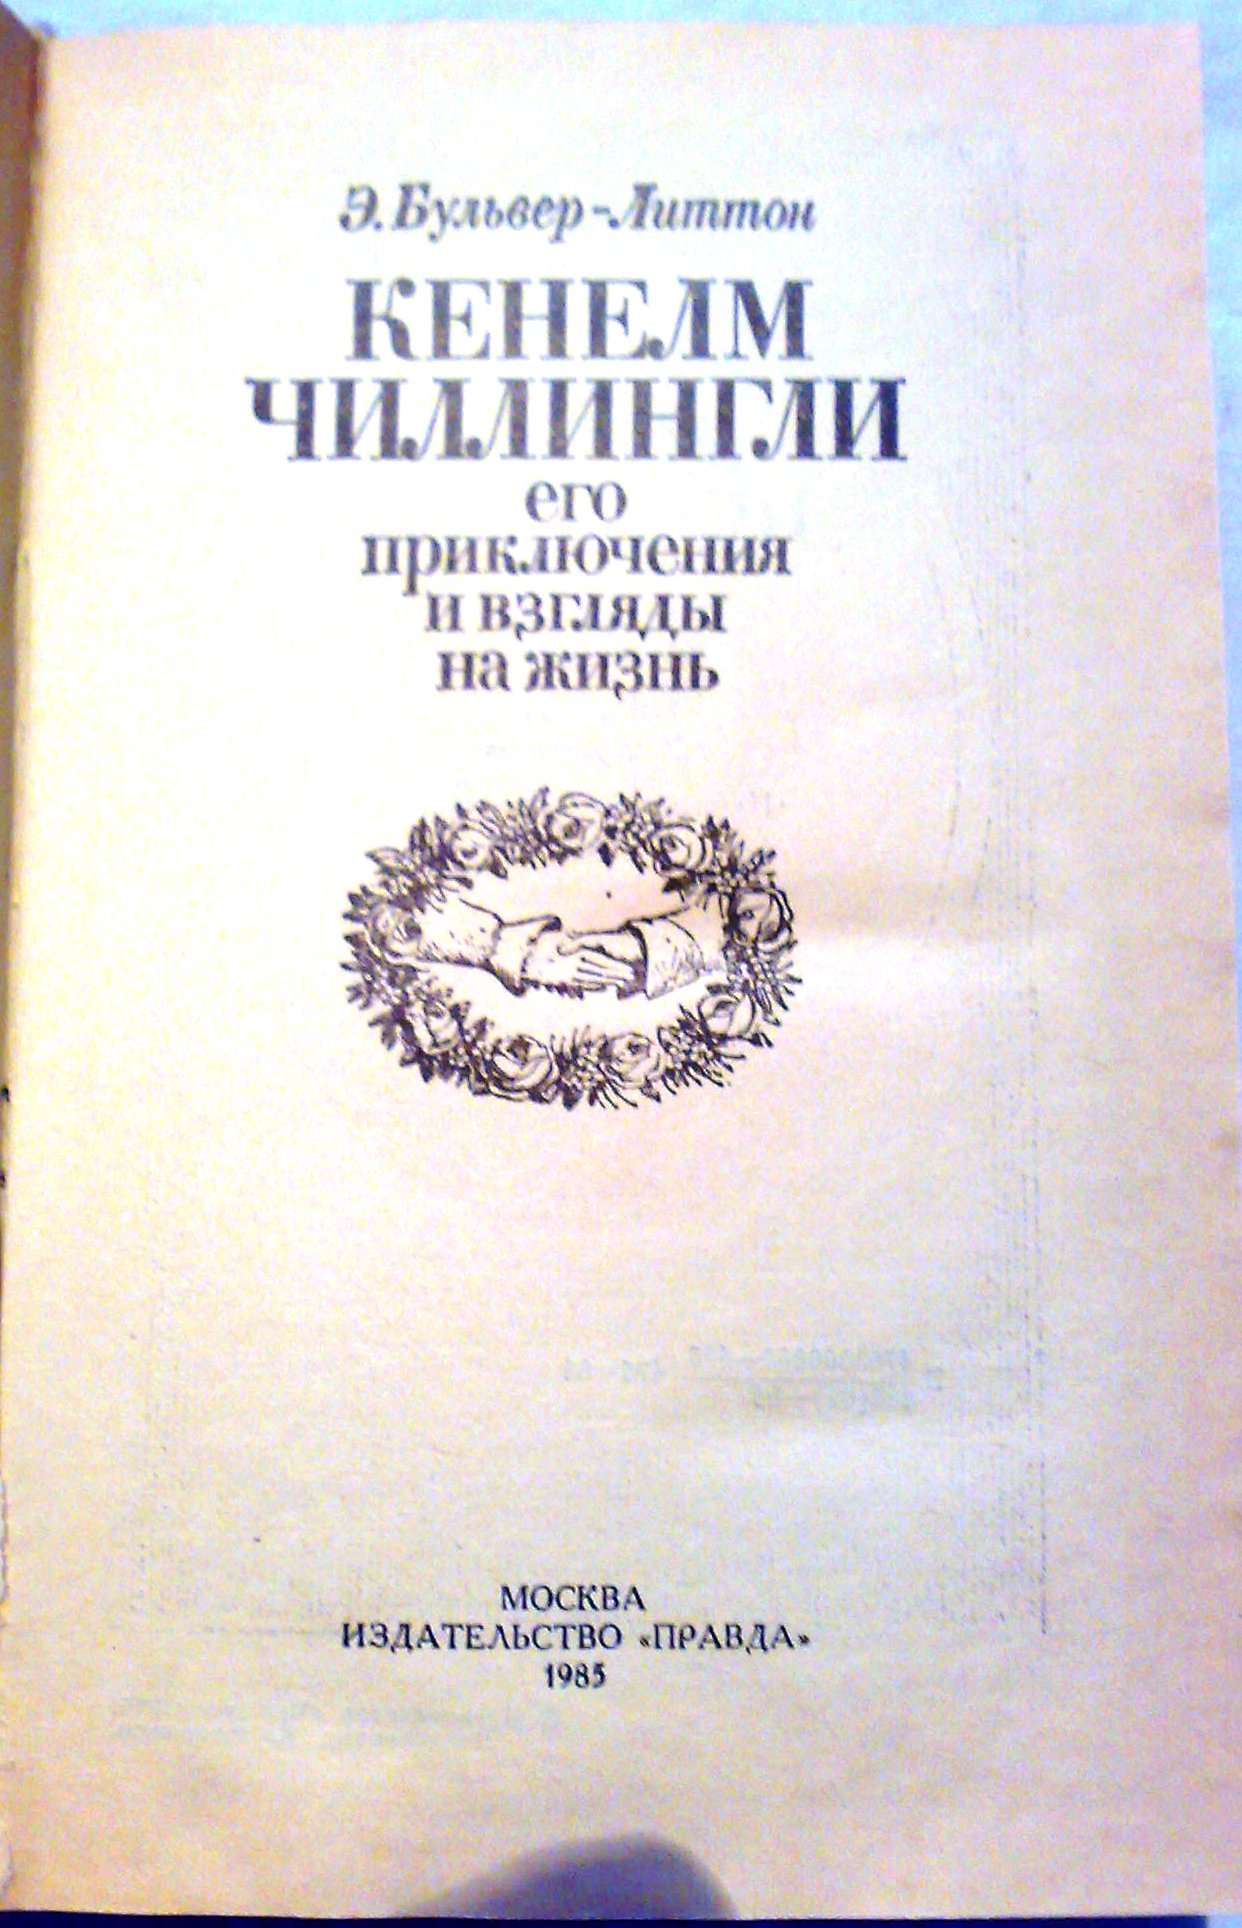 Э. Бульвер-Литтон
КЕНЕЛМ
ЧИЛЛИНГЛИ
его
приключения
и взгляды
на жизнь
МОСКВА
ИЗДАТЕЛЬСТВО «ПРАВДА»
1985